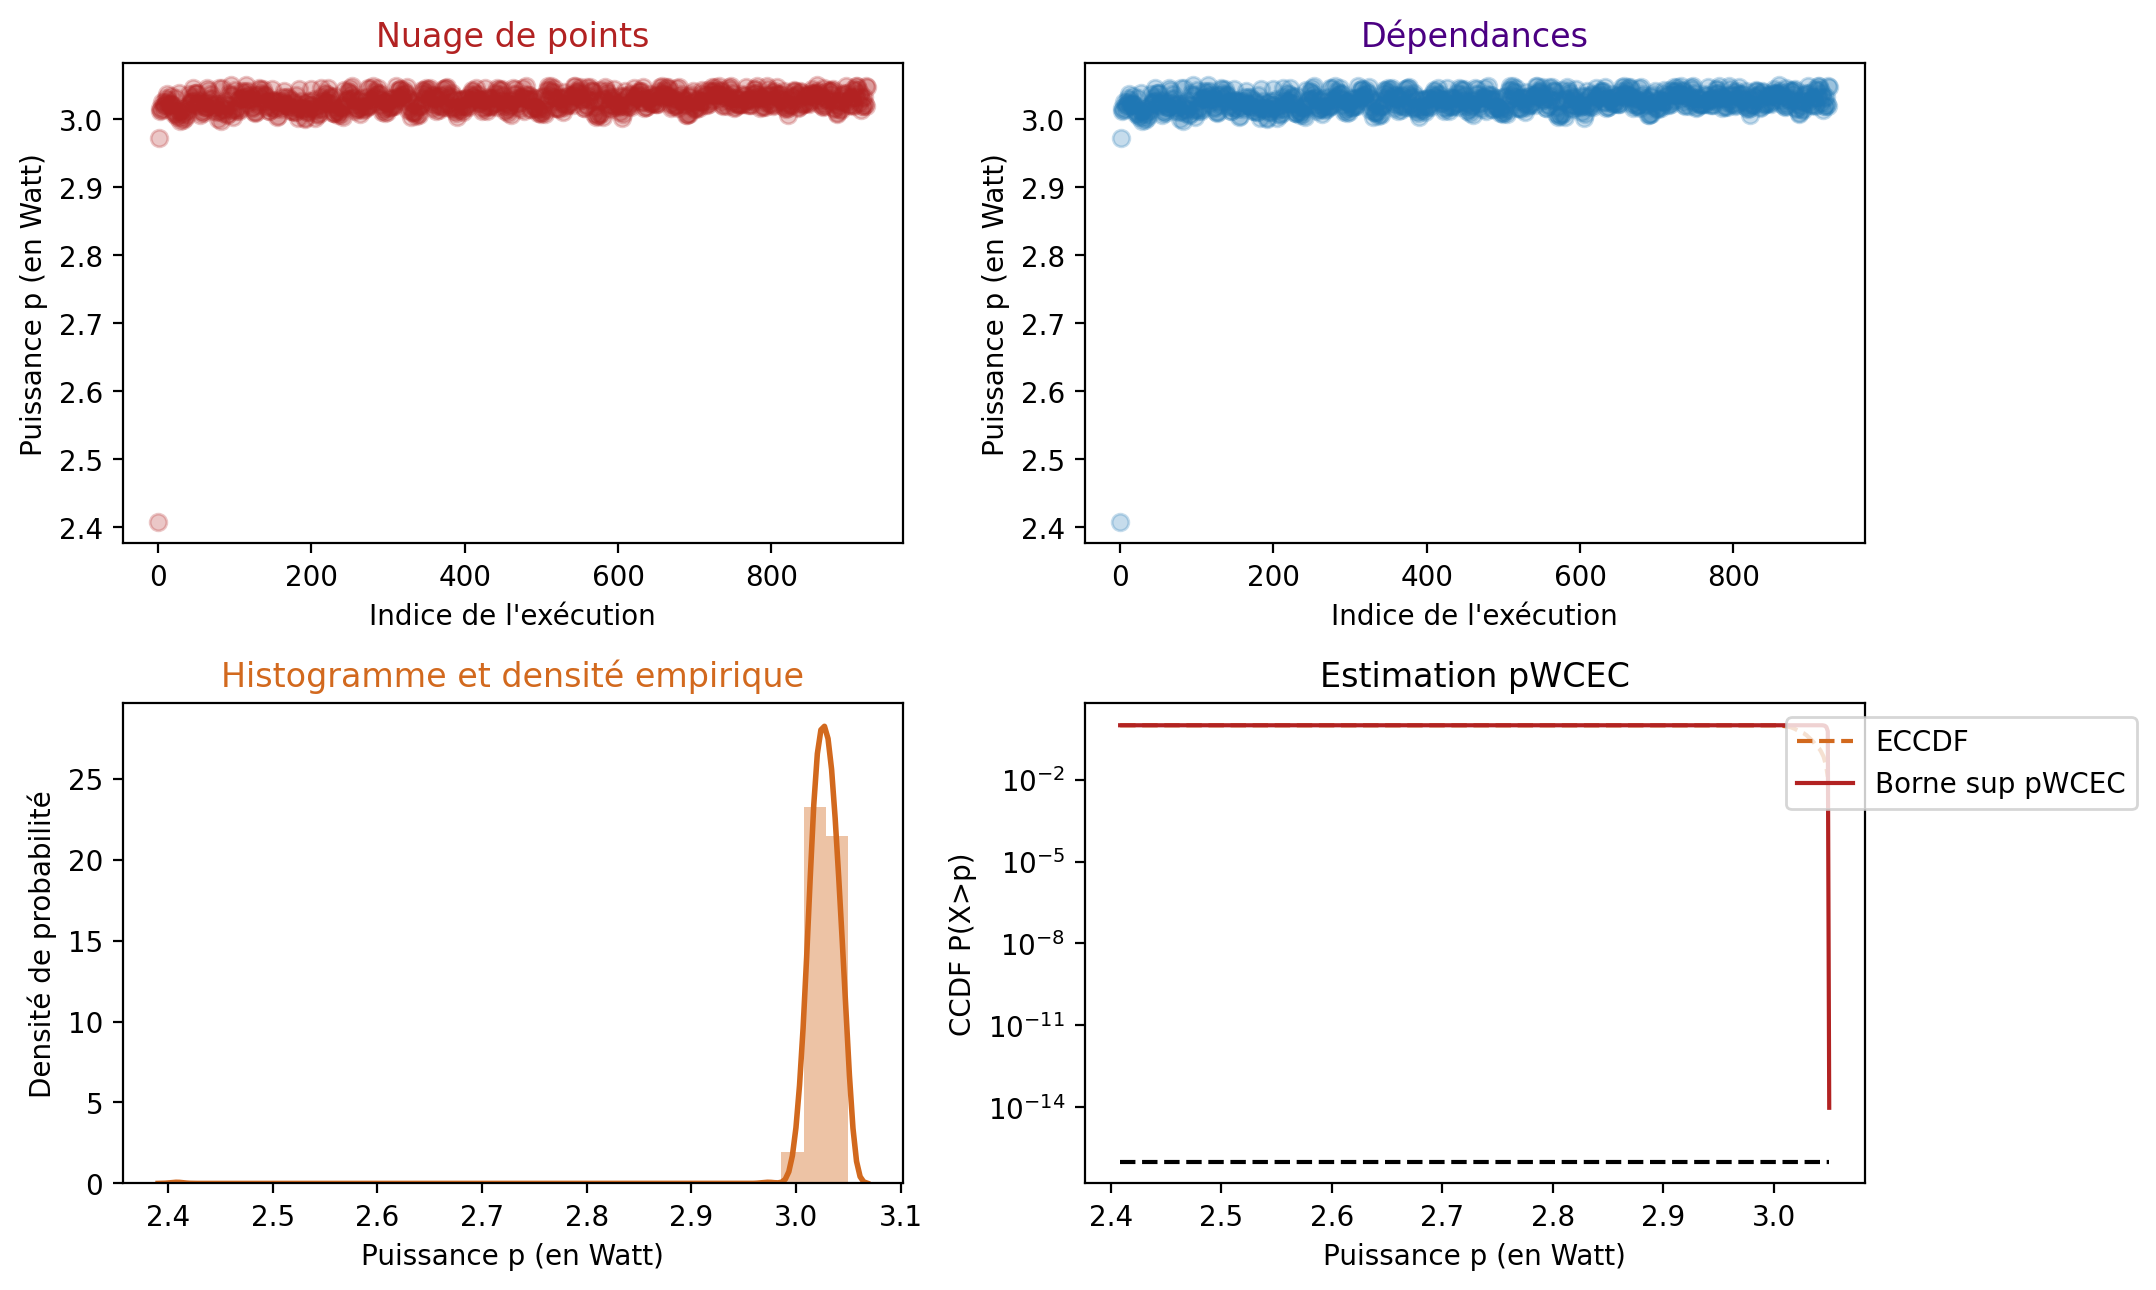 Nuage de points
Puissance p (en Watt)
3.0
2.9
2.8
2.7
2.6
2.5
2.4
0 200 400 600 800
Indice de l'exécution
Dépendances
Puissance p (en Watt)
3.0
2.9
2.8
2.7
2.6
2.5
2.4
0 200 400 600 800
Indice de l'exécution
Histogramme et densité empirique
Densité de probabilité
25
20
15
10
5
0
2.4 2.5 2.6 2.7 2.8 2.9 3.0 3.1
Puissance p (en Watt)
Estimation pWCEC
ECCDF
Borne sup pWCEC
CCDF P(X>p)
10⁻²
10⁻⁵
10⁻⁸
10⁻¹¹
10⁻¹⁴
2.4 2.5 2.6 2.7 2.8 2.9 3.0
Puissance p (en Watt)